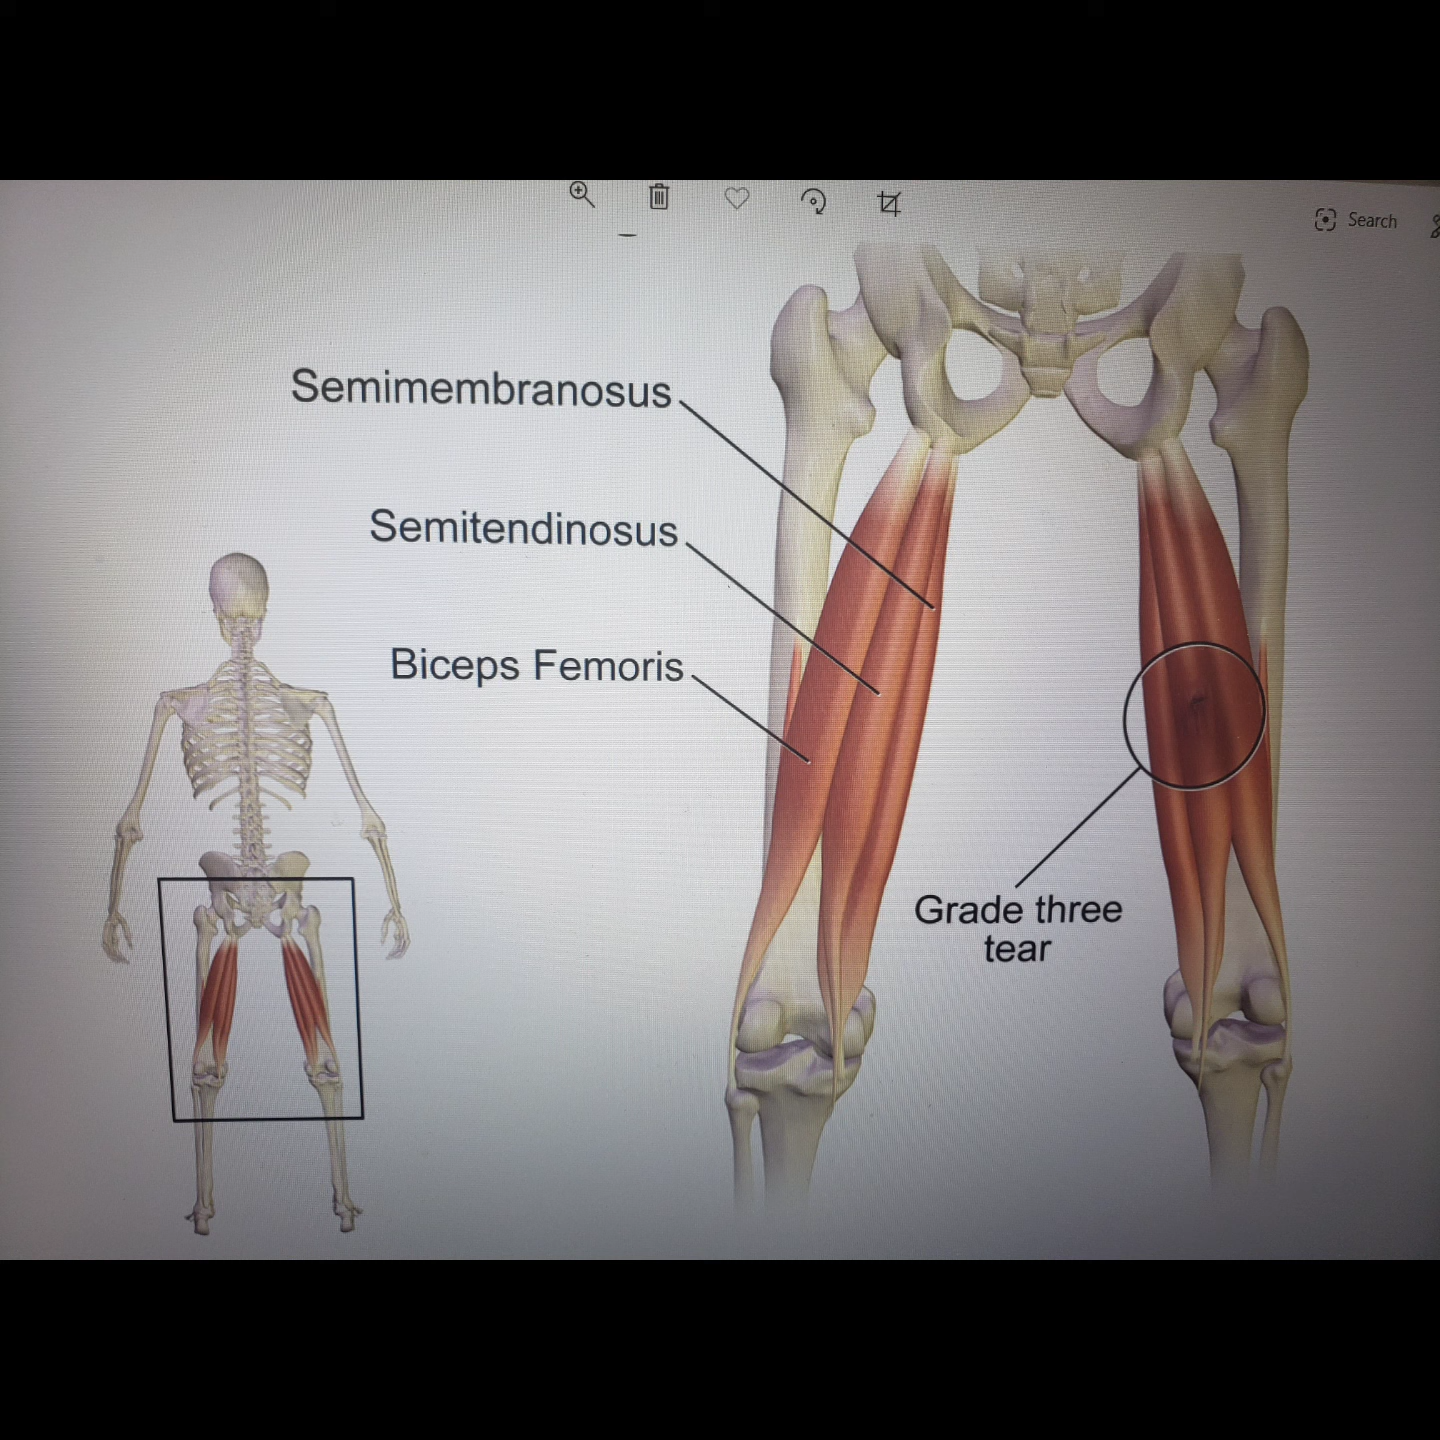 Search
Semimembranosus
Semitendinosus
Biceps Femoris
Grade three
tear